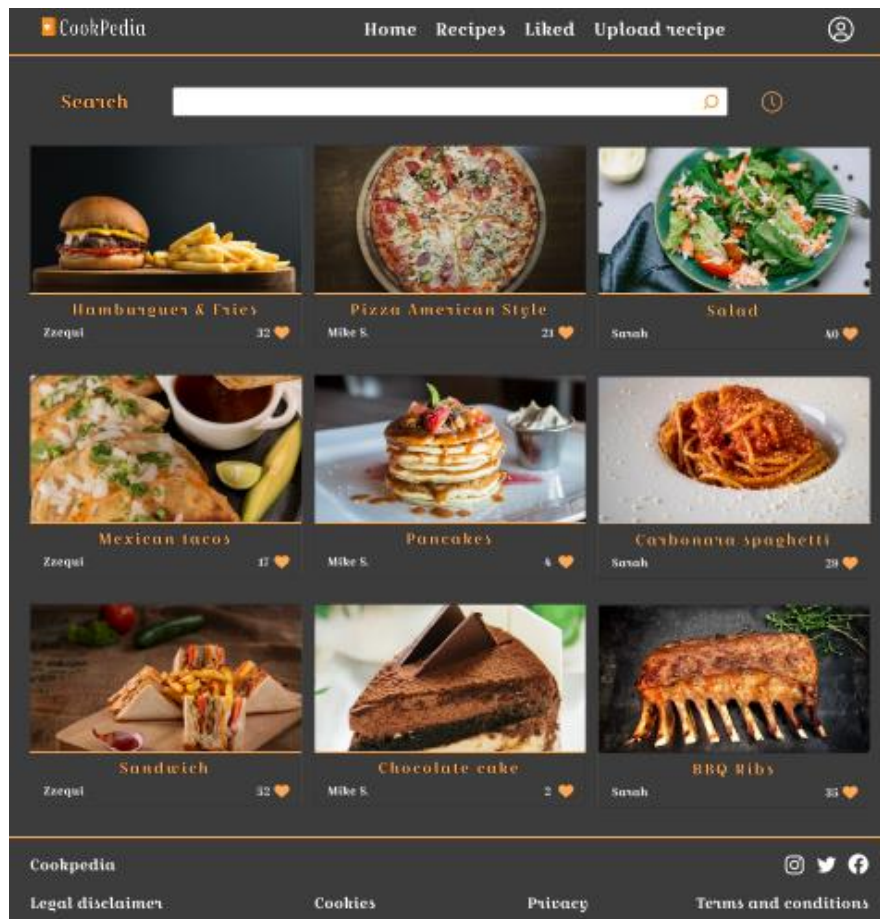 CookPedia
Home Recipes Liked Upload recipe
Search
Hamburguer & Fries
Zzequi 32
Pizza American Style
Mike S. 21
Salad
Sarah 40
Mexican tacos
Zzequi 17
Pancakes
Mike S. 4
Carbonara spaghetti
Sarah 29
Sandwich
Zzequi 52
Chocolate cake
Mike S. 2
BBQ Ribs
Sarah 35
Cookpedia
Legal disclaimer Cookies Privacy Terms and conditions